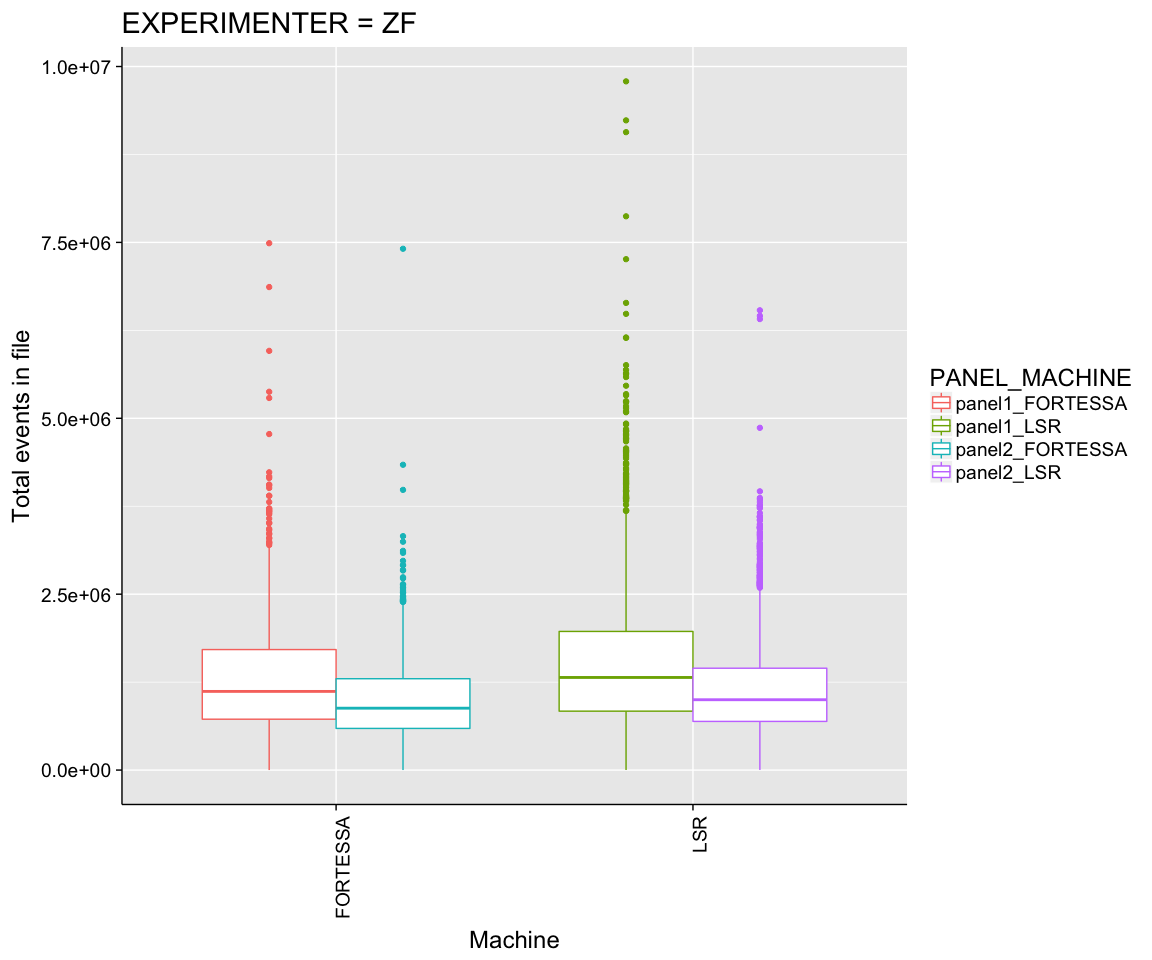 EXPERIMENTER = ZF
1.0e+07
7.5e+06
5.0e+06
2.5e+06
0.0e+00
Total events in file
FORTESSA
LSR
Machine
PANEL_MACHINE
panel1_FORTESSA
panel1_LSR
panel2_FORTESSA
panel2_LSR